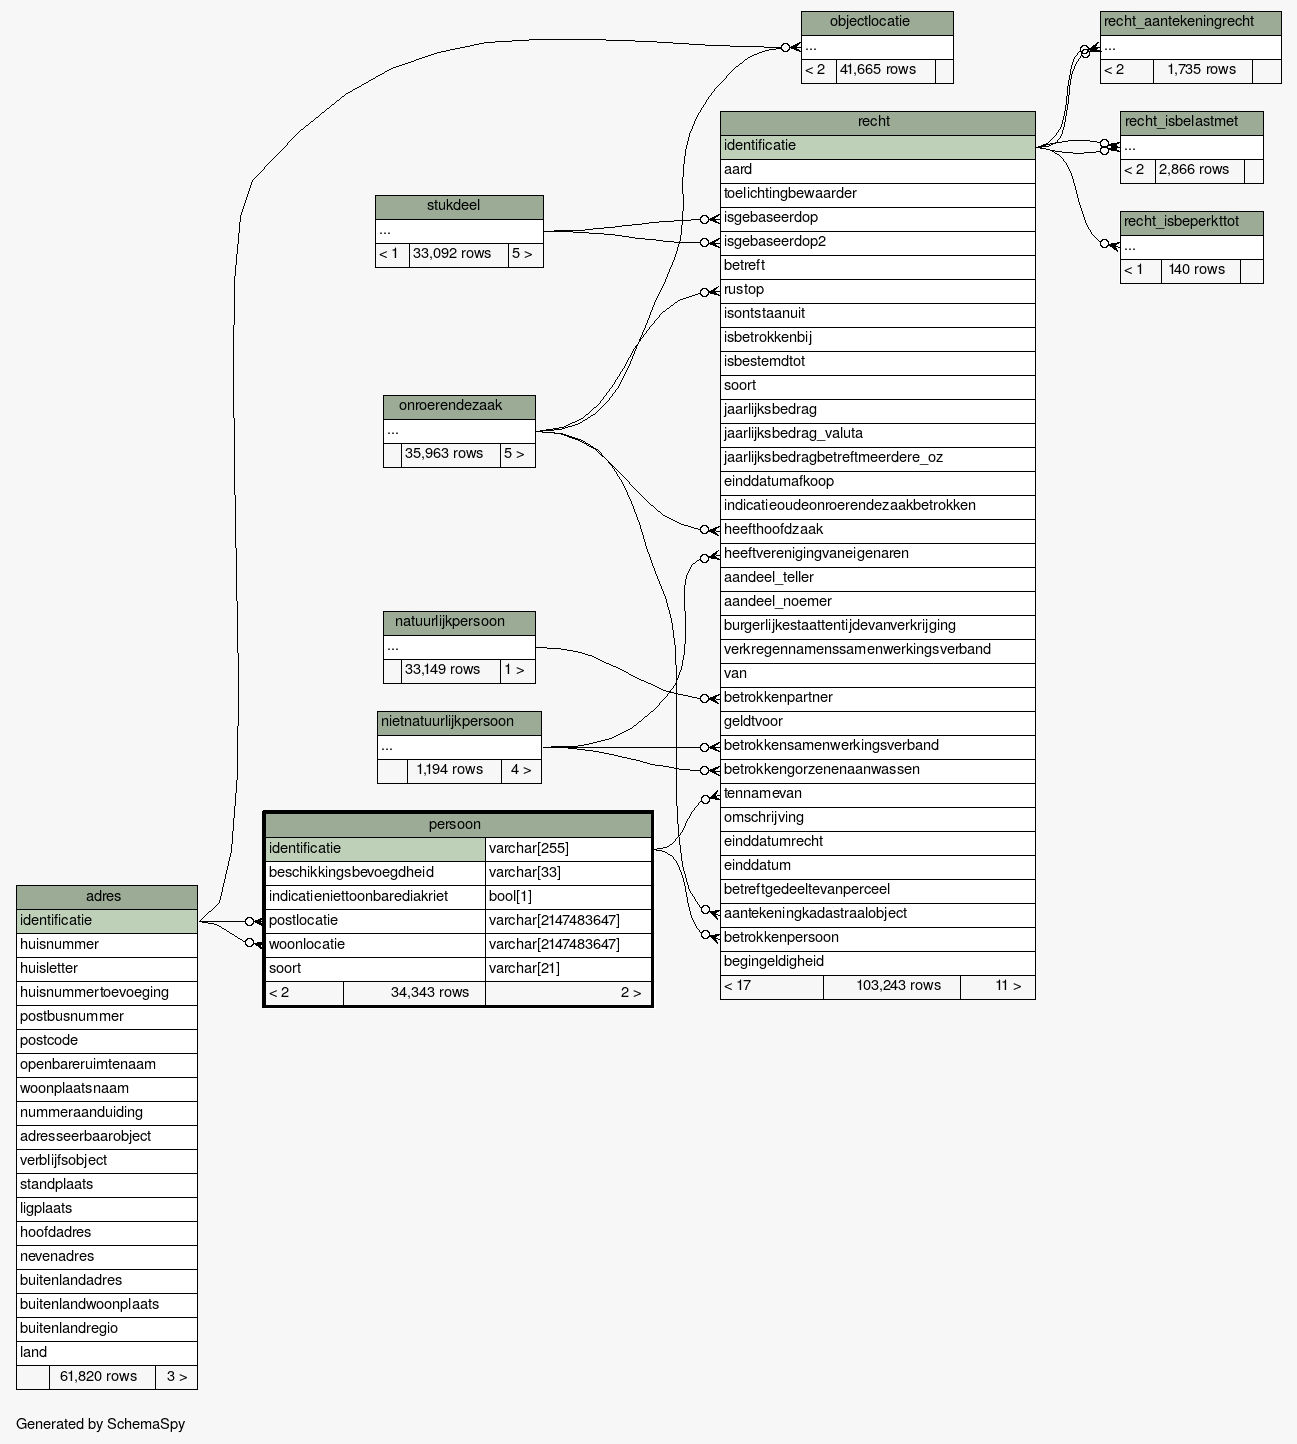 objectlocatie
...
< 2 41,665 rows
recht_aantekeningrecht
...
< 2 1,735 rows
recht_isbelastmet
...
< 2 2,866 rows
recht_isbeperkttot
...
< 1 140 rows
recht
identificatie
aard
toelichtingbewaarder
isgebaseerdop
isgebaseerdop2
betreft
rustop
isontstaanuit
isbetrokkenbij
isbestemdtot
soort
jaarlijksbedrag
jaarlijksbedrag_valuta
jaarlijksbedragbetreftmeerdere_oz
einddatumafkoop
indicatieoudeonroerendezaakbetrokken
heefthoofdzaak
heeftverenigingvaneigenaren
aandeel_teller
aandeel_noemer
burgerlijkestaattentijdevanverkrijging
verkregennamenssamenwerkingsverband
van
betrokkenpartner
geldtvoor
betrokkensamenwerkingsverband
betrokkengorzenenaanwassen
tennamevan
omschrijving
einddatumrecht
einddatum
betreftgedeeltevanperceel
aantekeningkadastraalobject
betrokkenpersoon
begingeldigheid
< 17 103,243 rows 11 >
stukdeel
...
< 1 33,092 rows 5 >
onroerendezaak
...
35,963 rows 5 >
natuurlijkpersoon
...
33,149 rows 1 >
nietnatuurlijkpersoon
...
1,194 rows 4 >
persoon
identificatie varchar[255]
beschikkingsbevoegdheid varchar[33]
indicatieniettoonbarediakriet bool[1]
postlocatie varchar[2147483647]
woonlocatie varchar[2147483647]
soort varchar[21]
< 2 34,343 rows 2 >
adres
identificatie
huisnummer
huisletter
huisnummertoevoeging
postbusnummer
postcode
openbareruimtenaam
woonplaatsnaam
nummeraanduiding
adresseerbaarobject
verblijfsobject
standplaats
ligplaats
hoofdadres
nevenadres
buitenlandadres
buitenlandwoonplaats
buitenlandregio
land
61,820 rows 3 >
Generated by SchemaSpy